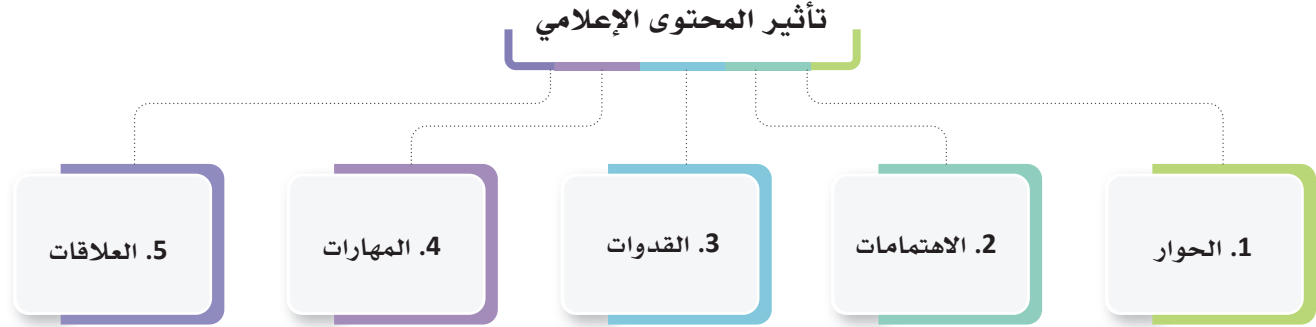 تأثير المحتوى الإعلامي
1. الحوار
2. الاهتمامات
3. القدوات
4. المهارات
5. العلاقات